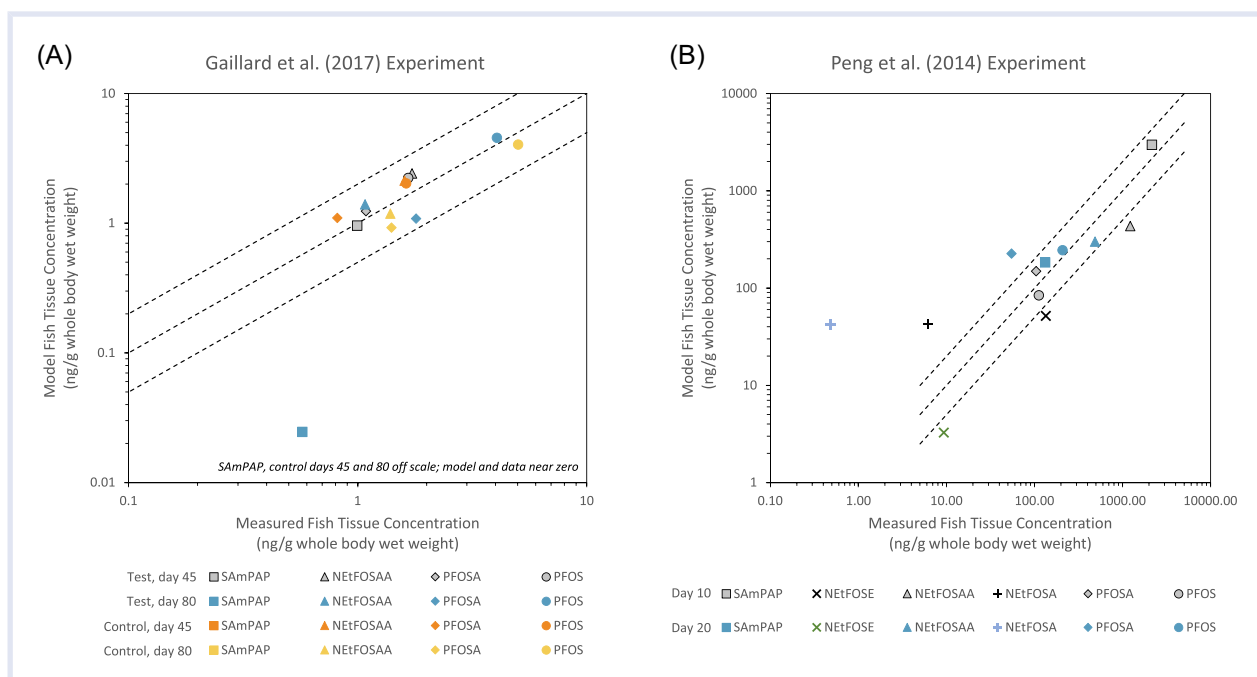 (A)
Gaillard et al. (2017) Experiment
10
1
0.1
0.01
0.1
1
10
Model Fish Tissue Concentration
(ng/g whole body wet weight)
SAmPAP, control days 45 and 80 off scale; model and data near zero
Measured Fish Tissue Concentration
(ng/g whole body wet weight)
Test, day 45 SAmPAP NEtFOSAA PFOSA PFOS
Test, day 80 SAmPAP NEtFOSAA PFOSA PFOS
Control, day 45 SAmPAP NEtFOSAA PFOSA PFOS
Control, day 80 SAmPAP NEtFOSAA PFOSA PFOS
(B)
Peng et al. (2014) Experiment
10000
1000
100
10
1
0.10
1.00
10.00
100.00
1000.00
10000.00
Model Fish Tissue Concentration
(ng/g whole body wet weight)
Measured Fish Tissue Concentration
(ng/g whole body wet weight)
Day 10 SAmPAP NEtFOSE NEtFOSAA NEtFOSA PFOSA PFOS
Day 20 SAmPAP NEtFOSE NEtFOSAA NEtFOSA PFOSA PFOS